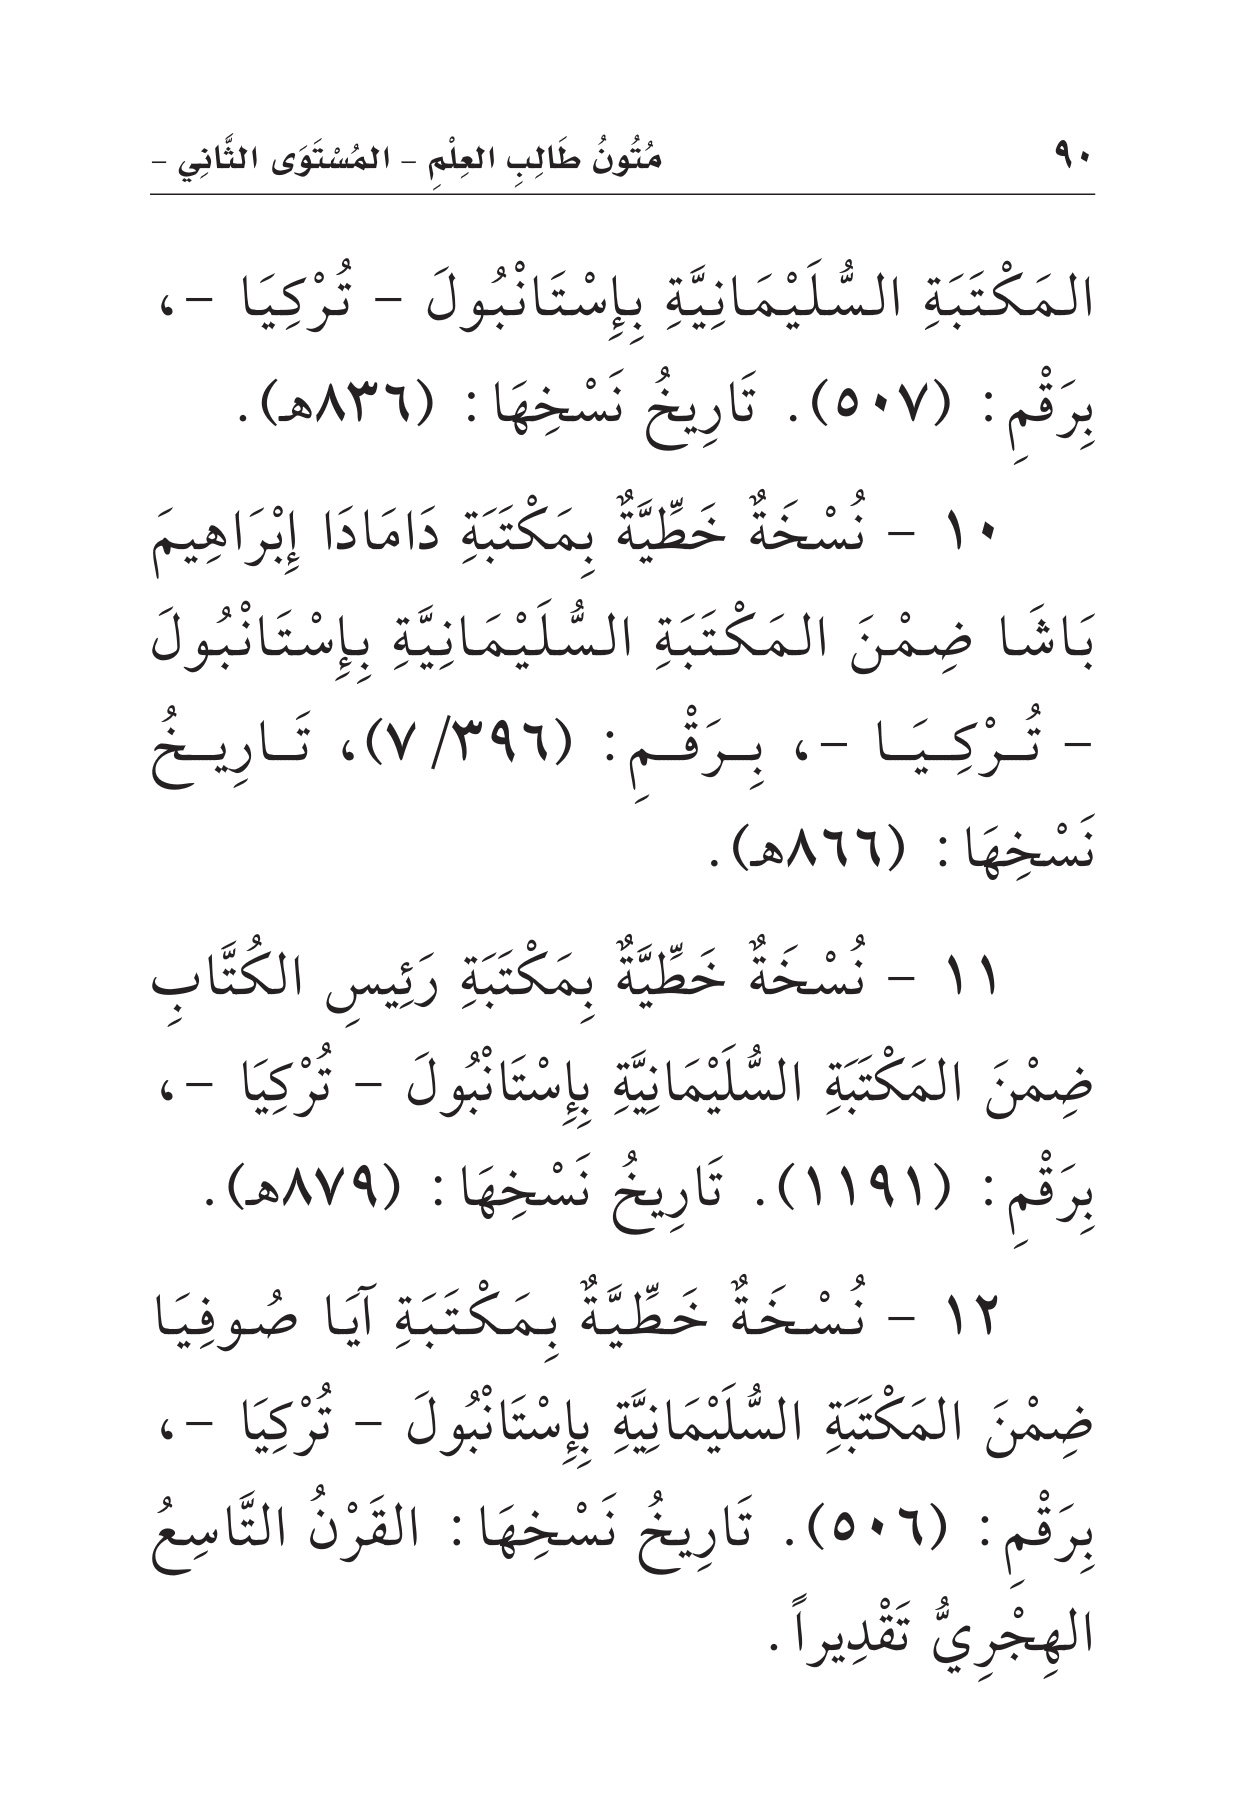 ٩٠ مُتُونُ طَالِبِ العِلْمِ – المُسْتَوَى الثَّانِي –
المَكْتَبَةِ السُّلَيْمَانِيَّةِ بِإِسْتَانْبُولَ – تُرْكِيَا –،
بِرَقْمِ: (٥٠٧). تَارِيخُ نَسْخِهَا: (٨٣٦هـ).
١٠ – نُسْخَةٌ خَطِّيَّةٌ بِمَكْتَبَةِ دَامَادَا إِبْرَاهِيمَ
بَاشَا ضِمْنَ المَكْتَبَةِ السُّلَيْمَانِيَّةِ بِإِسْتَانْبُولَ
– تُرْكِيَا –، بِرَقْمِ: (٧/٣٩٦)، تَارِيخُ
نَسْخِهَا: (٨٦٦هـ).
١١ – نُسْخَةٌ خَطِّيَّةٌ بِمَكْتَبَةِ رَئِيسِ الكُتَّابِ
ضِمْنَ المَكْتَبَةِ السُّلَيْمَانِيَّةِ بِإِسْتَانْبُولَ – تُرْكِيَا –،
بِرَقْمِ: (١١٩١). تَارِيخُ نَسْخِهَا: (٨٧٩هـ).
١٢ – نُسْخَةٌ خَطِّيَّةٌ بِمَكْتَبَةِ آيَا صُوفِيَا
ضِمْنَ المَكْتَبَةِ السُّلَيْمَانِيَّةِ بِإِسْتَانْبُولَ – تُرْكِيَا –،
بِرَقْمِ: (٥٠٦). تَارِيخُ نَسْخِهَا: القَرْنُ التَّاسِعُ
الهِجْرِيُّ تَقْدِيراً.